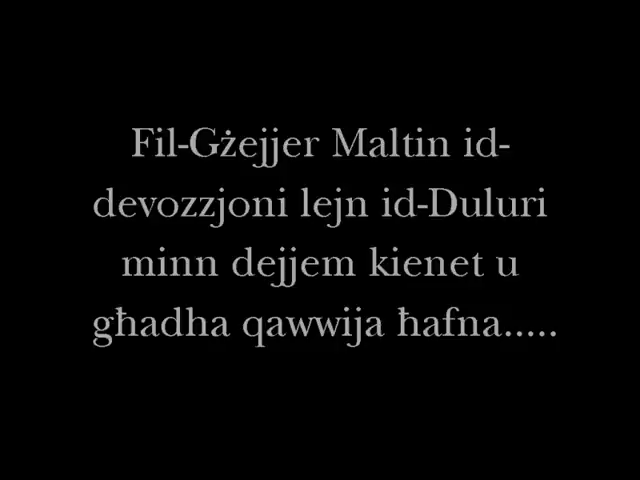 Fil-Gżejjer Maltin id-
devozzjoni lejn id-Duluri
minn dejjem kienet u
għadha qawwija ħafna.....